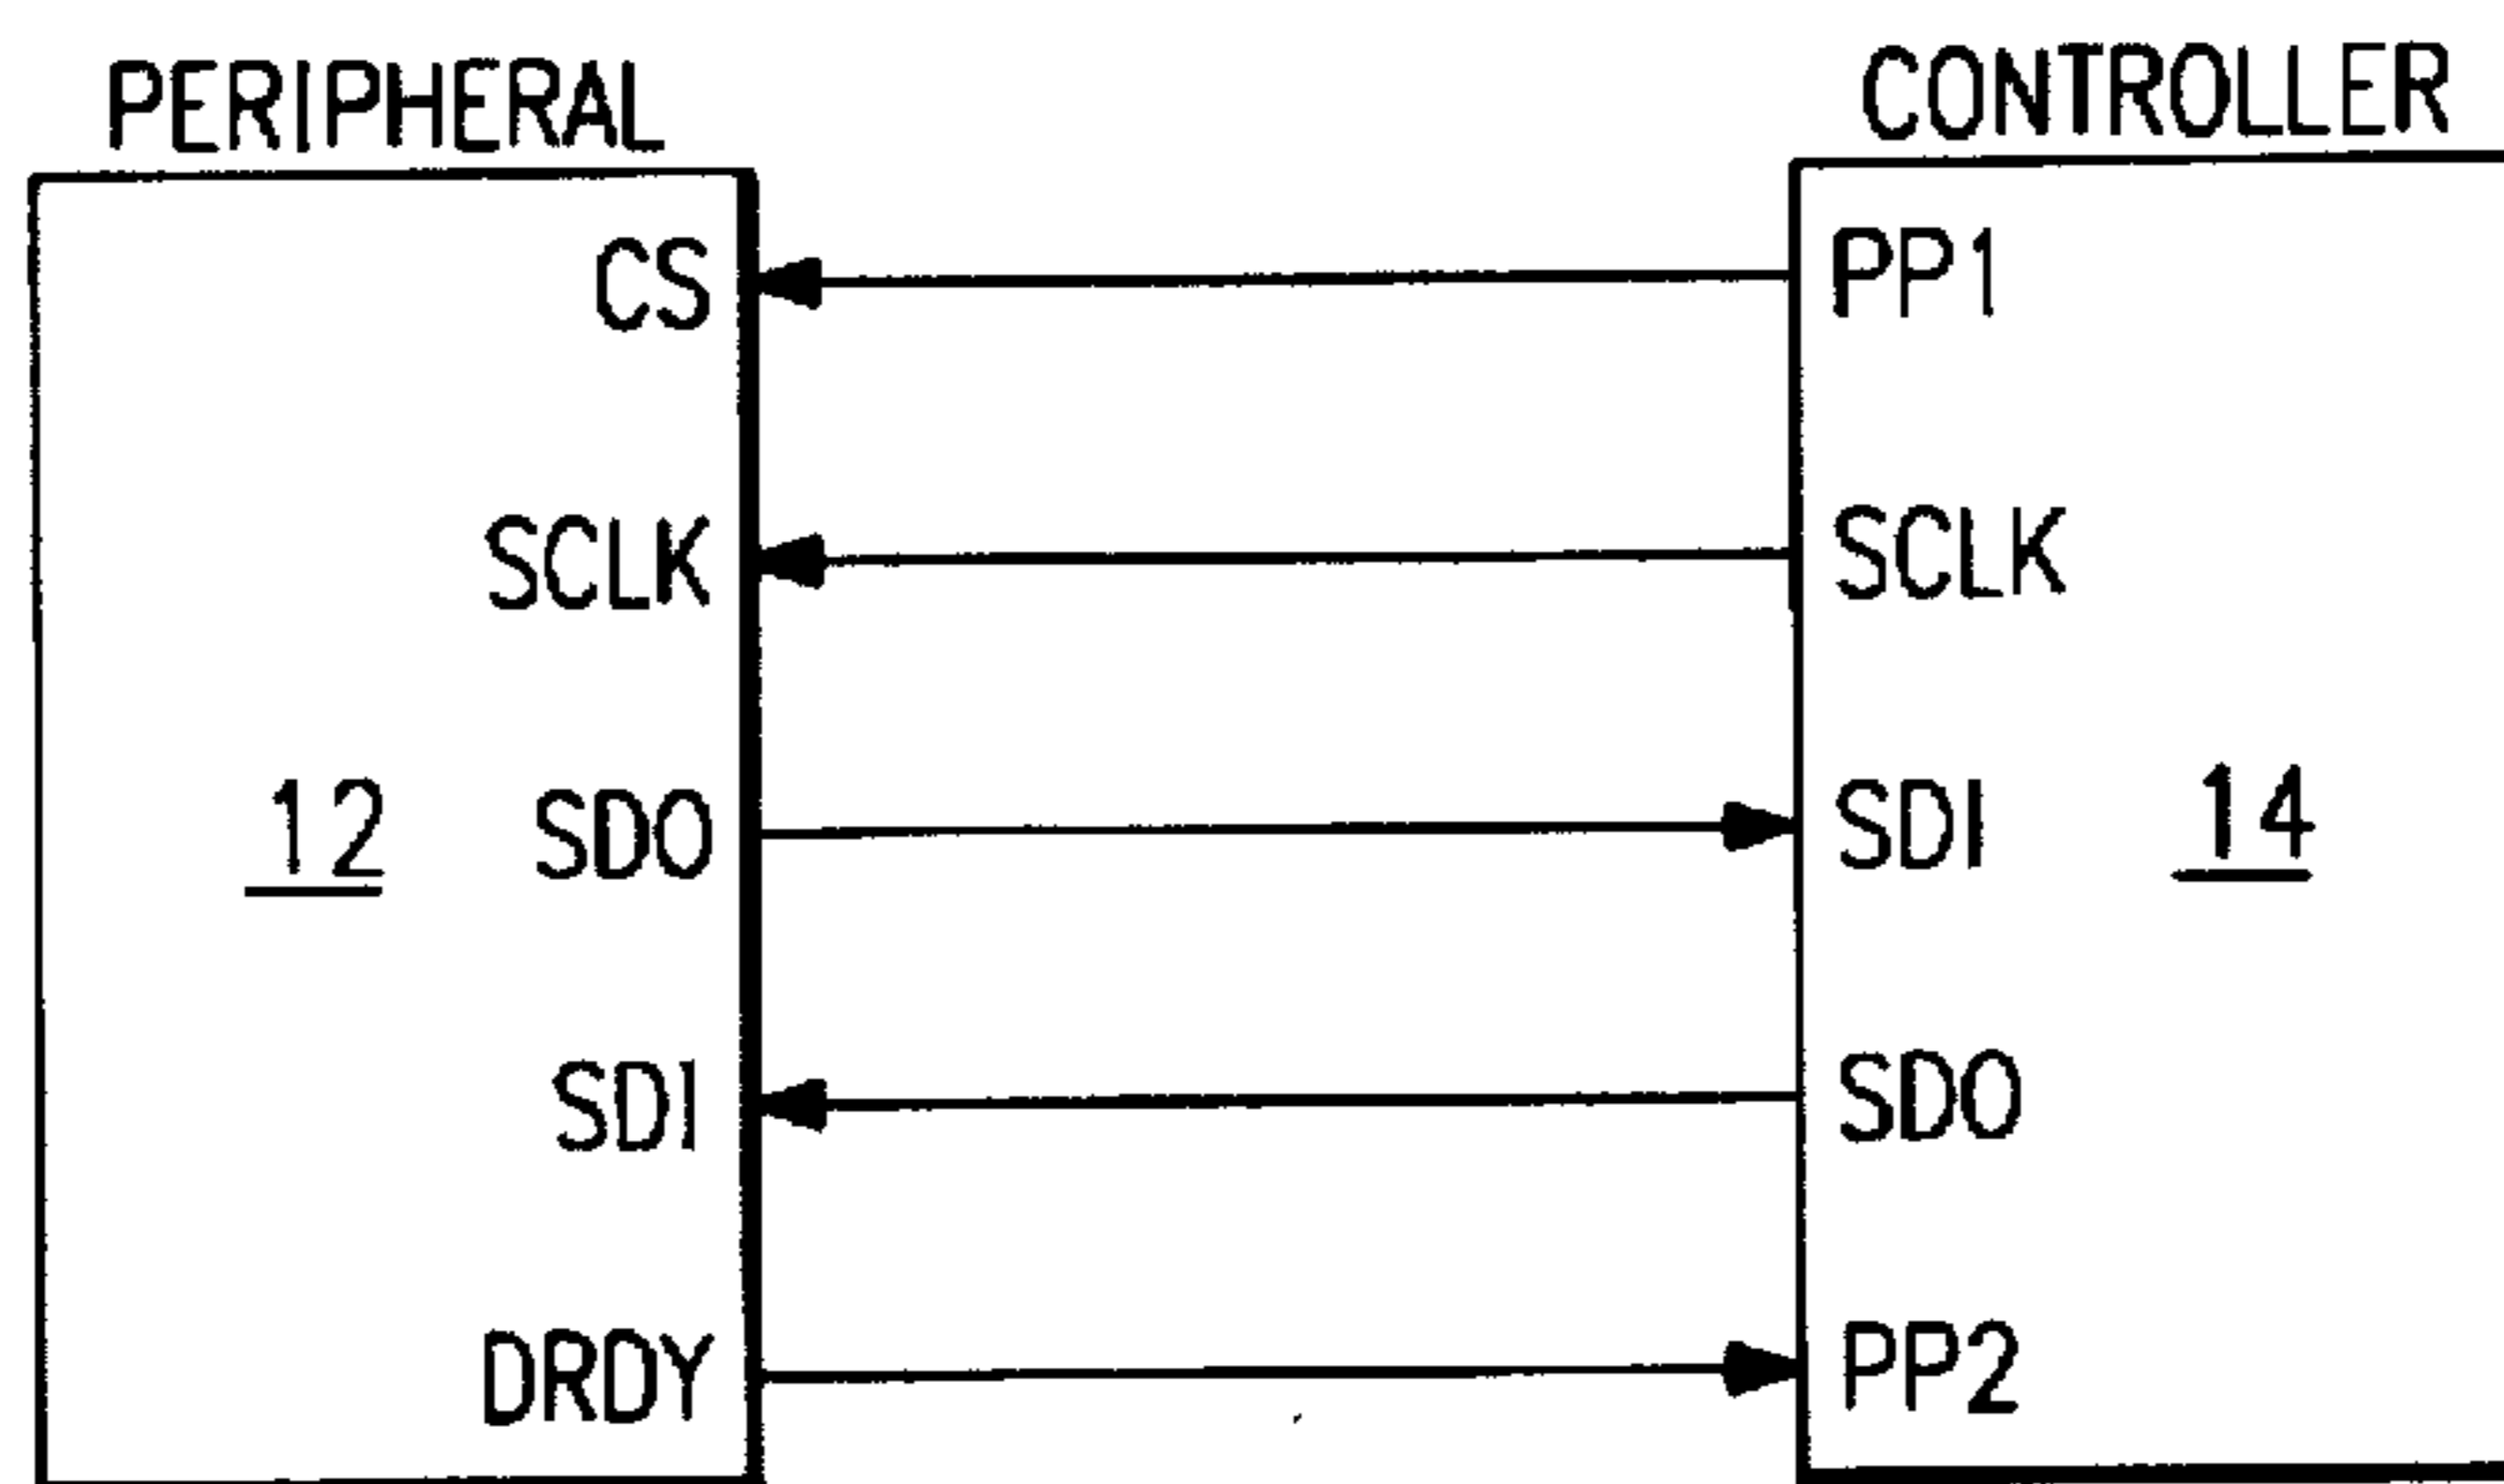 PERIPHERAL CONTROLLER
CS PP1
SCLK SCLK
12 SDO SDI 14
SDI SDO
DRDY PP2